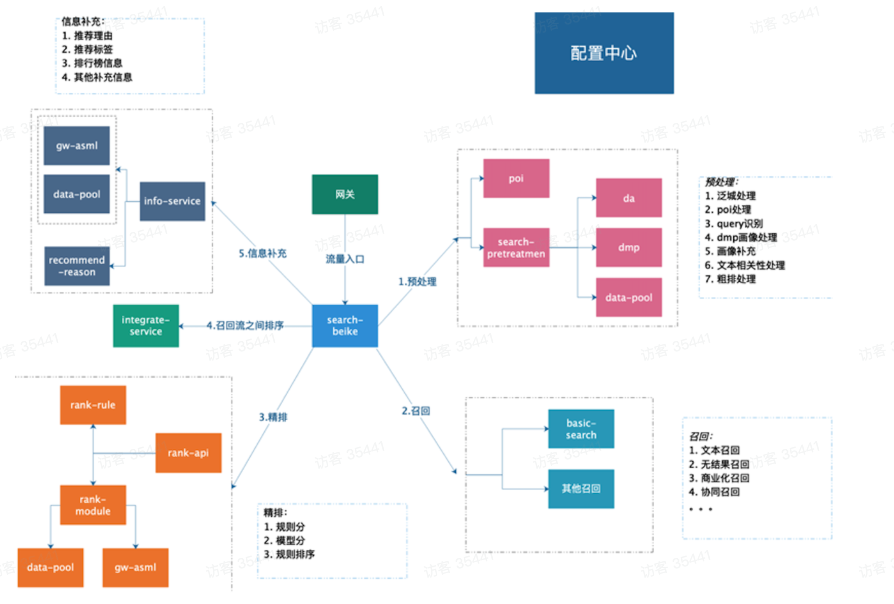 信息补充：
1. 推荐理由
2. 推荐标签
3. 排行榜信息
4. 其他补充信息
配置中心
gw-asml
data-pool
info-service
recommend
-reason
网关
流量入口
5.信息补充
1.预处理
poi
search-
pretreatmen
da
dmp
data-pool
预处理：
1. 泛城处理
2. poi处理
3. query识别
4. dmp画像处理
5. 画像补充
6. 文本相关性处理
7. 粗排处理
integrate-
service
4.召回流之间排序
search-
beike
3.精排
2.召回
rank-rule
rank-api
rank-
module
data-pool
gw-asml
精排：
1. 规则分
2. 模型分
3. 规则排序
basic-
search
其他召回
召回：
1. 文本召回
2. 无结果召回
3. 商业化召回
4. 协同召回
。。。
访客 35441